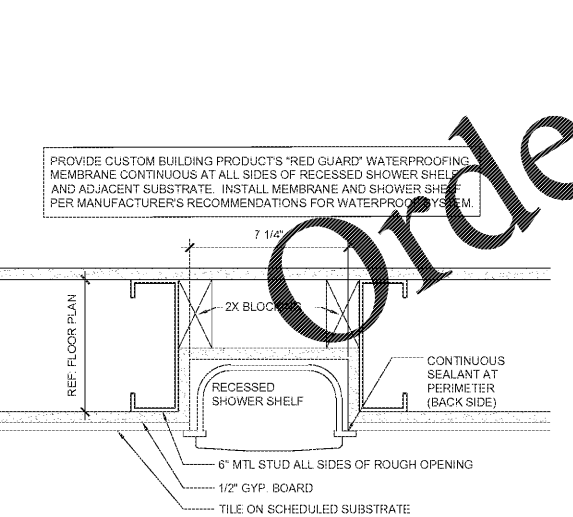 PROVIDE CUSTOM BUILDING PRODUCT'S "RED GUARD" WATERPROOFING
MEMBRANE CONTINUOUS AT ALL SIDES OF RECESSED SHOWER SHELF
AND ADJACENT SUBSTRATE. INSTALL MEMBRANE AND SHOWER SHELF
PER MANUFACTURER'S RECOMMENDATIONS FOR WATERPROOF SYSTEM.
7 1/4"
2X BLOCKING
REF. FLOOR PLAN
RECESSED
SHOWER SHELF
CONTINUOUS
SEALANT AT
PERIMETER
(BACK SIDE)
6" MTL STUD ALL SIDES OF ROUGH OPENING
1/2" GYP. BOARD
TILE ON SCHEDULED SUBSTRATE
Orde